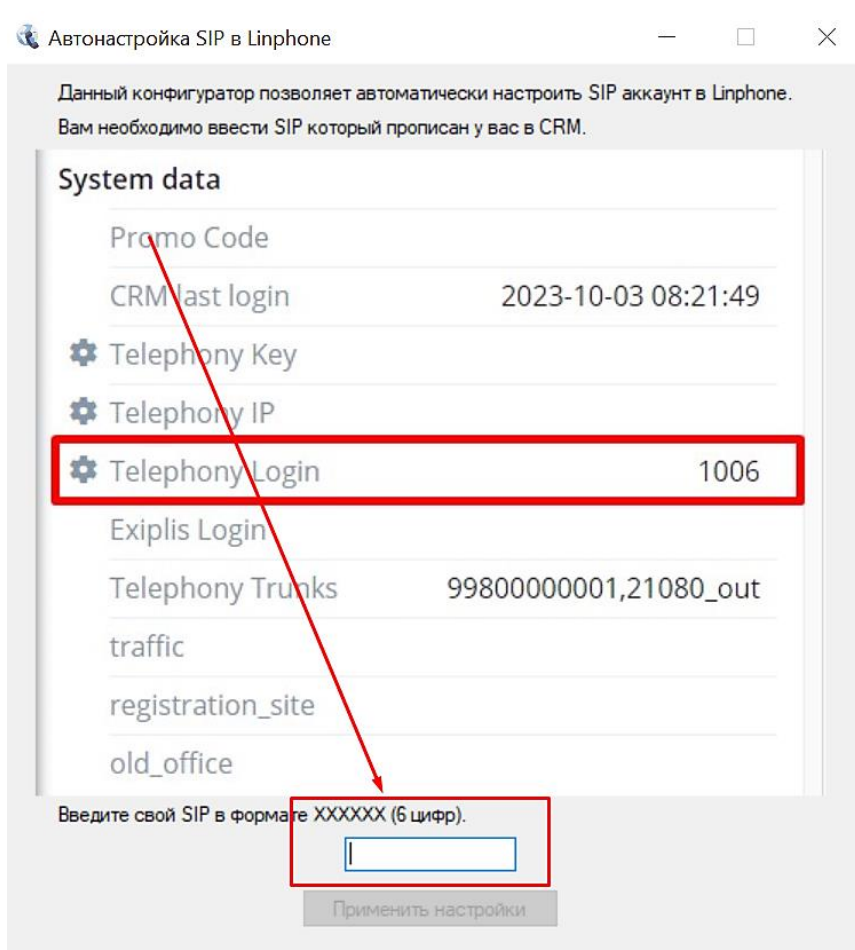 Автонастройка SIP в Linphone
Данный конфигуратор позволяет автоматически настроить SIP аккаунт в Linphone.
Вам необходимо ввести SIP который прописан у вас в CRM.
System data
Promo Code
CRM last login 2023-10-03 08:21:49
Telephony Key
Telephony IP
Telephony Login 1006
Exiplis Login
Telephony Trunks 99800000001,21080_out
traffic
registration_site
old_office
Введите свой SIP в формате XXXXXX (6 цифр).
Применить настройки